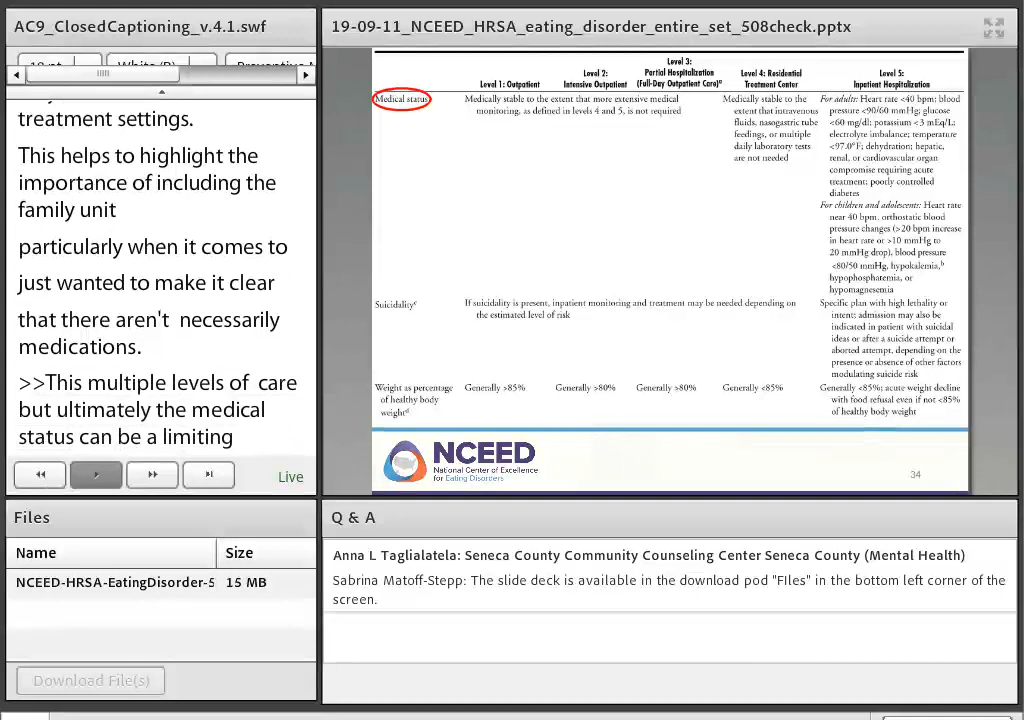 AC9_ClosedCaptioning_v.4.1.swf
treatment settings.
This helps to highlight the
importance of including the
family unit
particularly when it comes to
just wanted to make it clear
that there aren't necessarily
medications.
>>This multiple levels of care
but ultimately the medical
status can be a limiting
Live
19-09-11_NCEED_HRSA_eating_disorder_entire_set_508check.pptx
Level 1: Outpatient
Level 2:
Intensive Outpatient
Level 3:
Partial Hospitalization
(Full-Day Outpatient Care)a
Level 4: Residential
Treatment Center
Level 5:
Inpatient Hospitalization
Medical status
Medically stable to the extent that more extensive medical
monitoring, as defined in levels 4 and 5, is not required
Medically stable to the
extent that intravenous
fluids, nasogastric tube
feedings, or multiple
daily laboratory tests
are not needed
For adults: Heart rate <40 bpm; blood
pressure <90/60 mmHg; glucose
<60 mg/dl; potassium <3 mEq/L;
electrolyte imbalance; temperature
<97.0°F; dehydration; hepatic,
renal, or cardiovascular organ
compromise requiring acute
treatment; poorly controlled
diabetes
For children and adolescents: Heart rate
near 40 bpm, orthostatic blood
pressure changes (>20 bpm increase
in heart rate or >10 mmHg to
20 mmHg drop), blood pressure
<80/50 mmHg, hypokalemia,b
hypophosphatemia, or
hypomagnesemia
Suicidalityc
If suicidality is present, inpatient monitoring and treatment may be needed depending on
the estimated level of risk
Specific plan with high lethality or
intent; admission may also be
indicated in patient with suicidal
ideas or after a suicide attempt or
aborted attempt, depending on the
presence or absence of other factors
modulating suicide risk
Weight as percentage
of healthy body
weightd
Generally >85%
Generally >80%
Generally >80%
Generally <85%
Generally <85%; acute weight decline
with food refusal even if not <85%
of healthy body weight
NCEED
National Center of Excellence
for Eating Disorders
34
Files
Name Size
NCEED-HRSA-EatingDisorder-5 15 MB
Download File(s)
Q & A
Anna L Taglialatela: Seneca County Community Counseling Center Seneca County (Mental Health)
Sabrina Matoff-Stepp: The slide deck is available in the download pod "FIles" in the bottom left corner of the
screen.